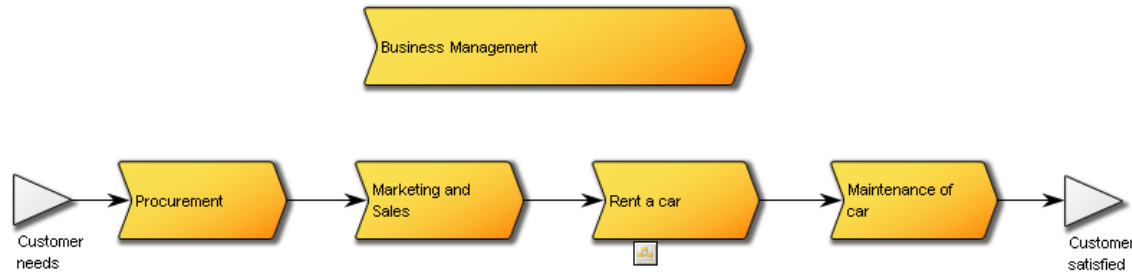 Business Management
Procurement
Marketing and
Sales
Rent a car
Maintenance of
car
Customer
needs
Customer
satisfied